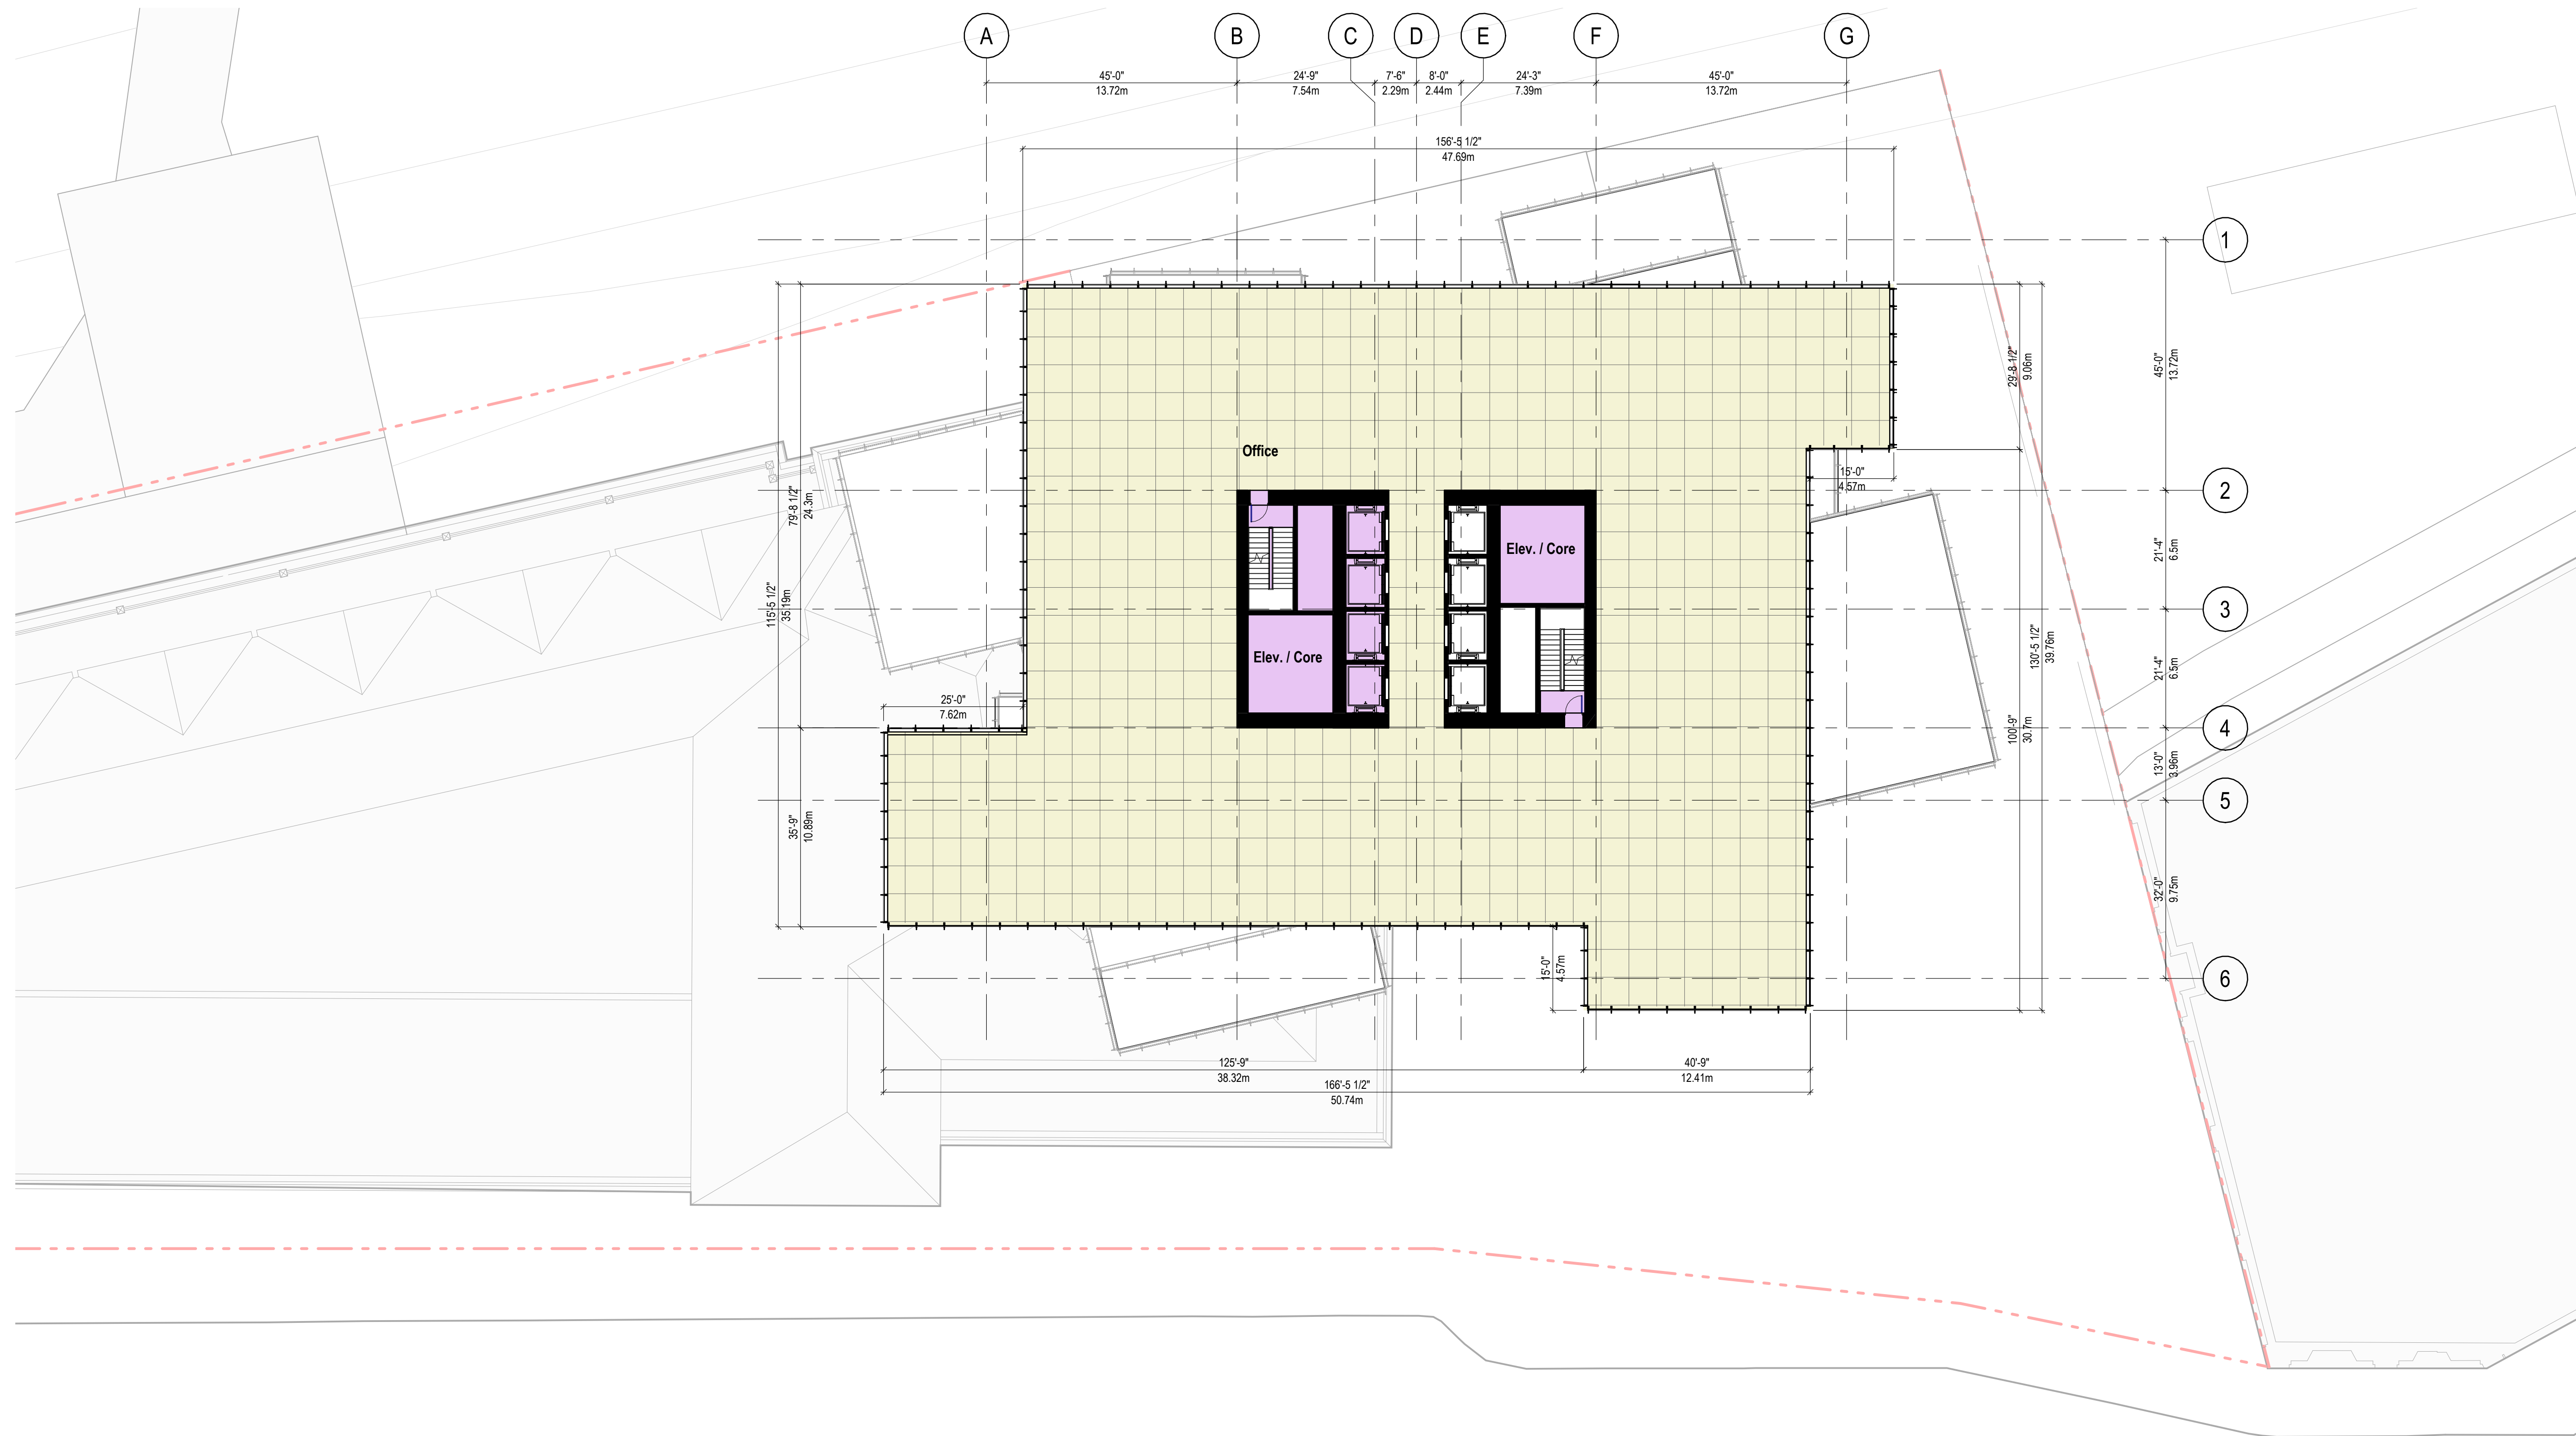 A
B
C
D
E
F
G
45'-0"
13.72m
24'-9"
7.54m
7'-6"
2.29m
8'-0"
2.44m
24'-3"
7.39m
45'-0"
13.72m
156'-5 1/2"
47.69m
1
2
3
4
5
6
45'-0"
13.72m
21'-4"
6.5m
21'-4"
6.5m
13'-0"
3.96m
32'-0"
9.75m
29'-8 1/2"
9.06m
130'-5 1/2"
39.76m
100'-9"
30.7m
15'-0"
4.57m
Office
Elev. / Core
Elev. / Core
79'-8 1/2"
24.3m
115'-5 1/2"
35.19m
25'-0"
7.62m
35'-9"
10.89m
15'-0"
4.57m
125'-9"
38.32m
40'-9"
12.41m
166'-5 1/2"
50.74m